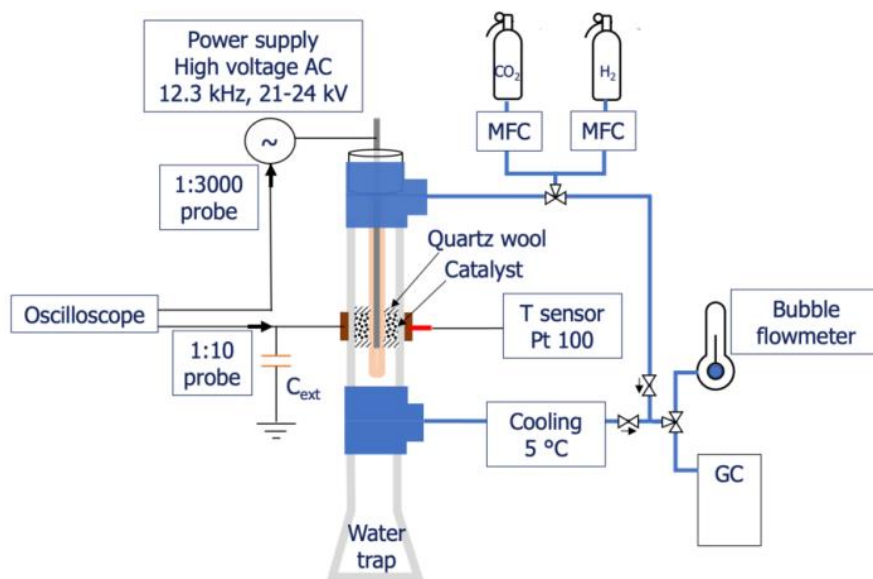 Power supply
High voltage AC
12.3 kHz, 21-24 kV
CO2
H2
MFC
MFC
~
1:3000
probe
Quartz wool
Catalyst
Oscilloscope
T sensor
Pt 100
Bubble
flowmeter
1:10
probe
Cext
Cooling
5 °C
GC
Water
trap